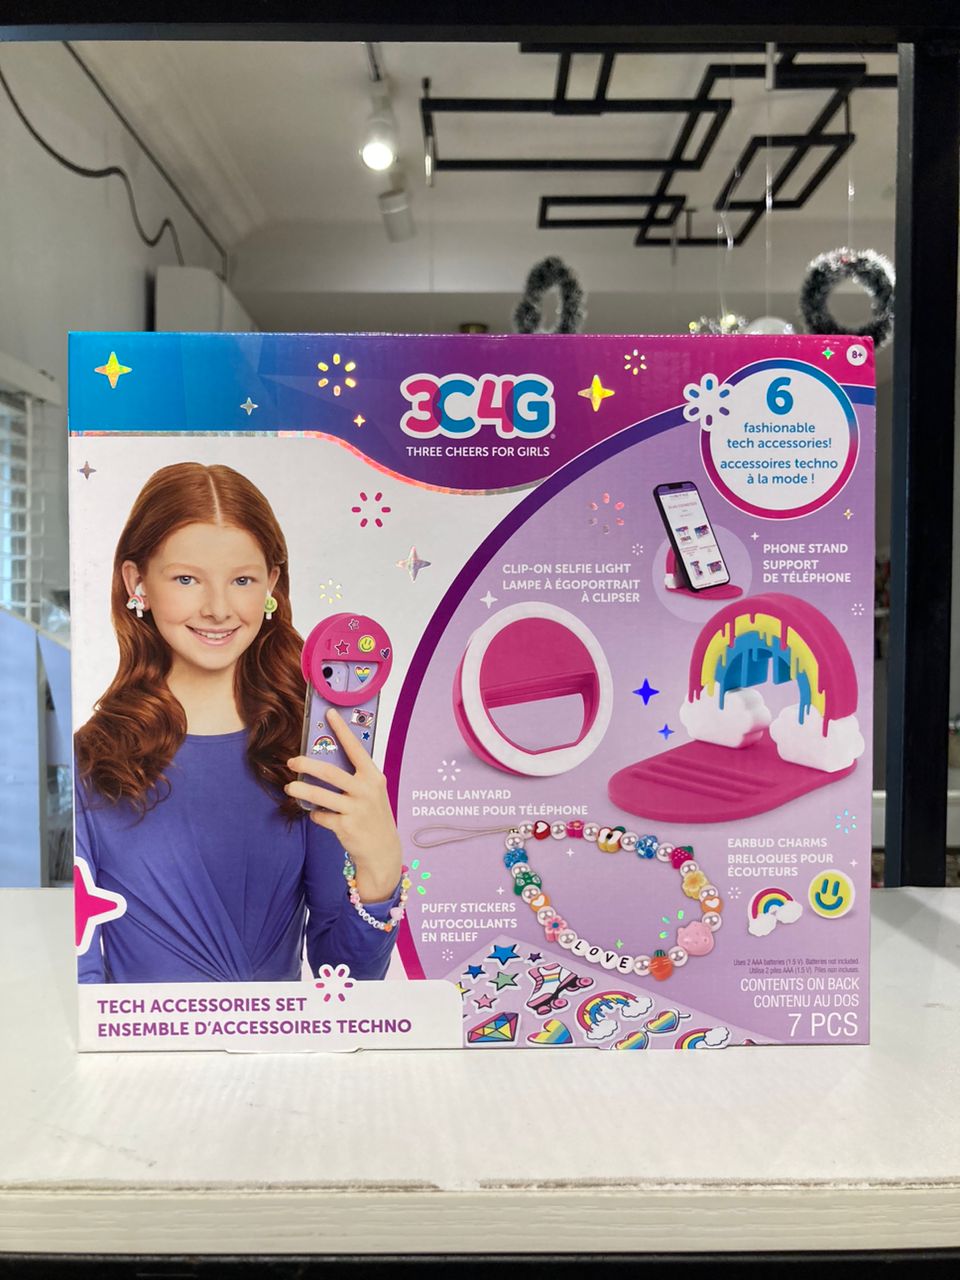 8+
3C4G
THREE CHEERS FOR GIRLS
6
fashionable
tech accessories!
accessoires techno
à la mode !
CLIP-ON SELFIE LIGHT
LAMPE À ÉGOPORTRAIT
À CLIPSER
PHONE STAND
SUPPORT
DE TÉLÉPHONE
PHONE LANYARD
DRAGONNE POUR TÉLÉPHONE
EARBUD CHARMS
BRELOQUES POUR
ÉCOUTEURS
PUFFY STICKERS
AUTOCOLLANTS
EN RELIEF
LOVE
Uses 2 AAA batteries (1.5 V). Batteries not included.
Utilise 2 piles AAA (1.5 V). Piles non incluses.
CONTENTS ON BACK
CONTENU AU DOS
7 PCS
TECH ACCESSORIES SET
ENSEMBLE D'ACCESSOIRES TECHNO